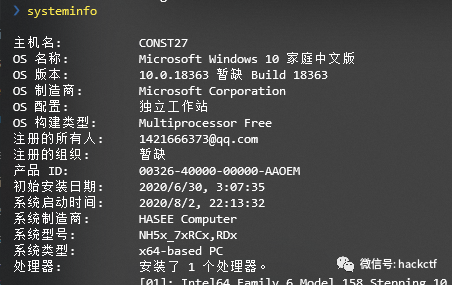 ❯ systeminfo
主机名: CONST27
OS 名称: Microsoft Windows 10 家庭中文版
OS 版本: 10.0.18363 暂缺 Build 18363
OS 制造商: Microsoft Corporation
OS 配置: 独立工作站
OS 构建类型: Multiprocessor Free
注册的所有人: 1421666373@qq.com
注册的组织: 暂缺
产品 ID: 00326-40000-00000-AAOEM
初始安装日期: 2020/6/30, 3:07:35
系统启动时间: 2020/8/2, 22:13:32
系统制造商: HASEE Computer
系统型号: NH5x_7xRCx,RDx
系统类型: x64-based PC
处理器: 安装了 1 个处理器。
[01]: Intel64 Family 6 Model 158 Stepping 10
微信号: hackctf